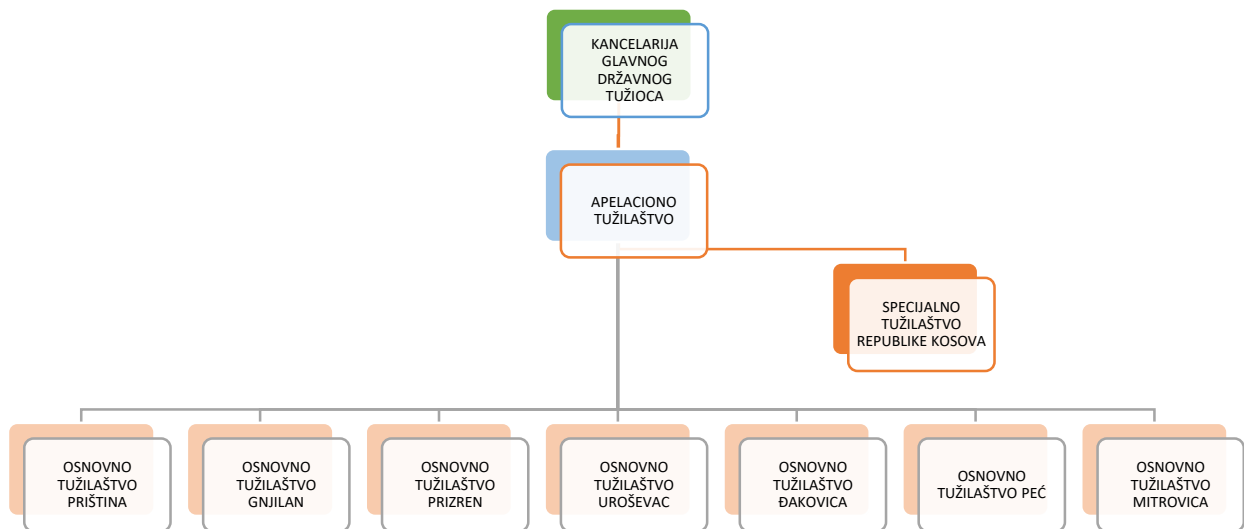 KANCELARIJA
GLAVNOG
DRŽAVNOG
TUŽIOCA
APELACIONO
TUŽILAŠTVO
SPECIJALNO
TUŽILAŠTVO
REPUBLIKE KOSOVA
OSNOVNO
TUŽILAŠTVO
PRIŠTINA
OSNOVNO
TUŽILAŠTVO
GNJILAN
OSNOVNO
TUŽILAŠTVO
PRIZREN
OSNOVNO
TUŽILAŠTVO
UROŠEVAC
OSNOVNO
TUŽILAŠTVO
ĐAKOVICA
OSNOVNO
TUŽILAŠTVO PEĆ
OSNOVNO
TUŽILAŠTVO
MITROVICA